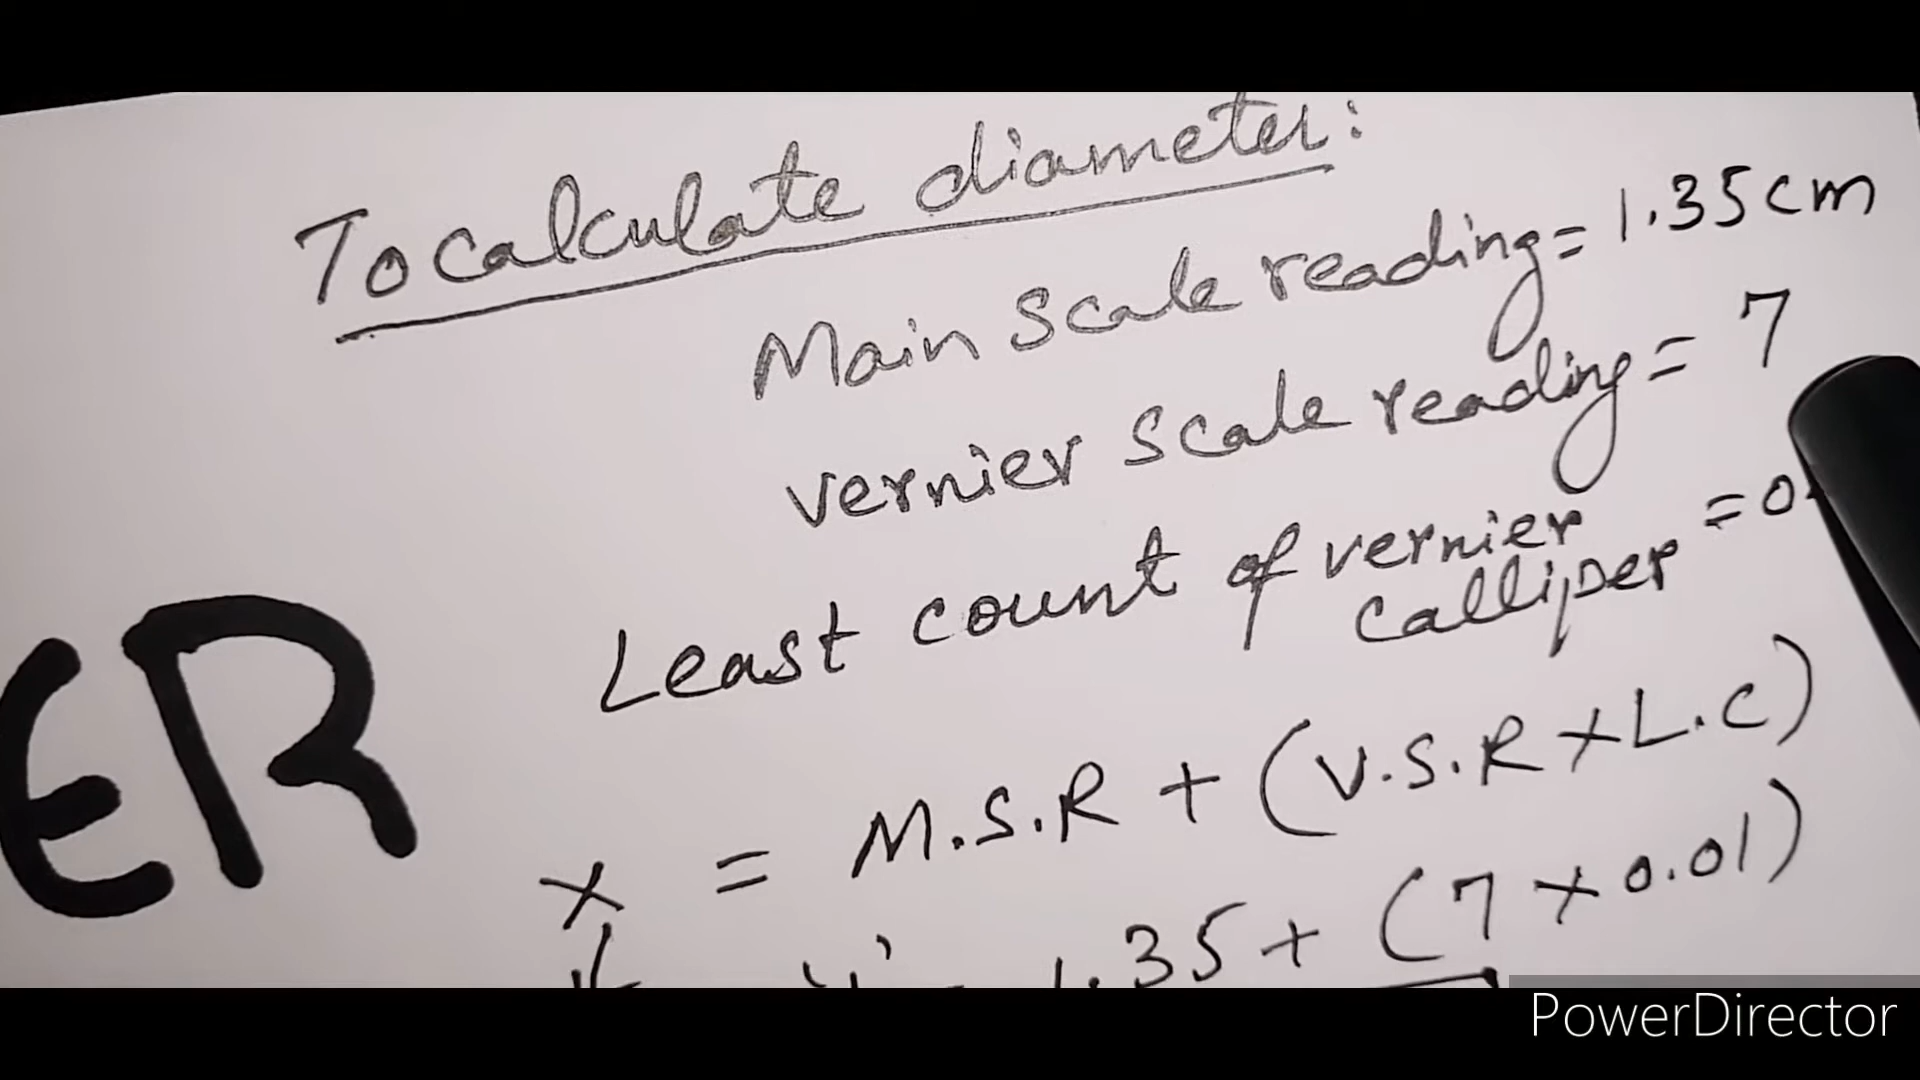 To calculate diameter:
Main scale reading = 1.35 cm
vernier scale reading = 7
Least count of vernier calliper = 0.
ER
x = M.S.R + (V.S.R × L.C)
1.35 + (7 × 0.01)
PowerDirector